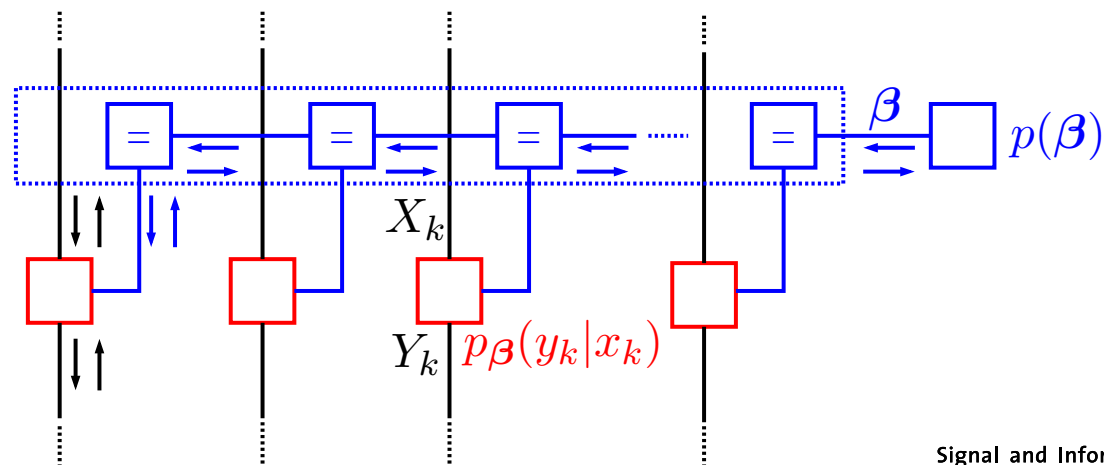 β
= = = =
p(β)
X_k
Y_k p_β(y_k|x_k)
Signal and Infor